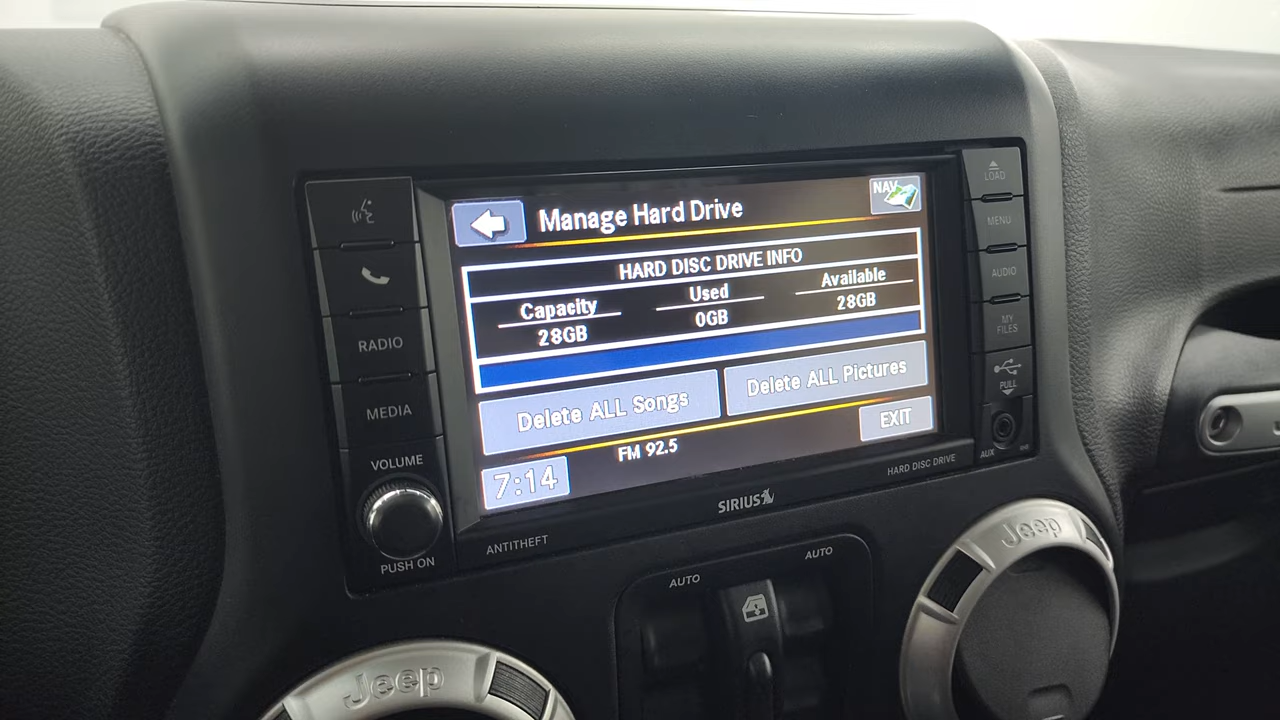 NAV
Manage Hard Drive
HARD DISC DRIVE INFO
Capacity Used Available
28GB 0GB 28GB
Delete ALL Songs Delete ALL Pictures
FM 92.5 EXIT
7:14
RADIO
MEDIA
VOLUME
PUSH ON
ANTITHEFT
SIRIUS
HARD DISC DRIVE
LOAD
MENU
AUDIO
MY
FILES
PULL
AUX
AUTO AUTO
Jeep
Jeep